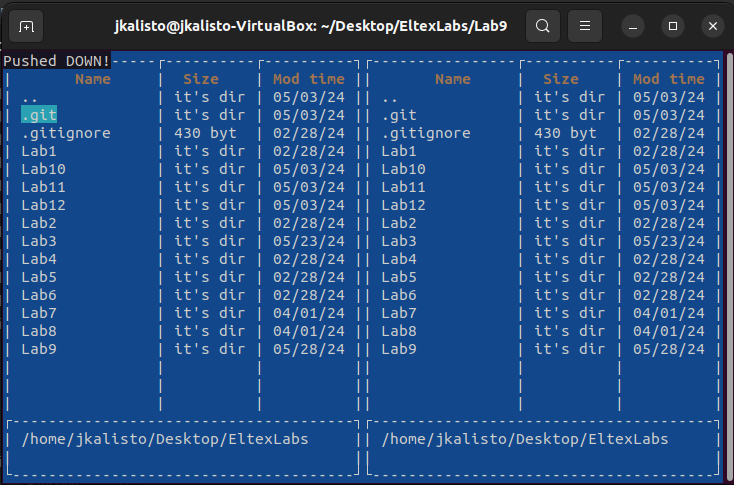 jkalisto@jkalisto-VirtualBox: ~/Desktop/EltexLabs/Lab9
Pushed DOWN!
Name | Size | Mod time || Name | Size | Mod time
.. | it's dir | 05/03/24 || .. | it's dir | 05/03/24
.git | it's dir | 05/03/24 || .git | it's dir | 05/03/24
.gitignore | 430 byt | 02/28/24 || .gitignore | 430 byt | 02/28/24
Lab1 | it's dir | 02/28/24 || Lab1 | it's dir | 02/28/24
Lab10 | it's dir | 05/03/24 || Lab10 | it's dir | 05/03/24
Lab11 | it's dir | 05/03/24 || Lab11 | it's dir | 05/03/24
Lab12 | it's dir | 05/03/24 || Lab12 | it's dir | 05/03/24
Lab2 | it's dir | 02/28/24 || Lab2 | it's dir | 02/28/24
Lab3 | it's dir | 05/23/24 || Lab3 | it's dir | 05/23/24
Lab4 | it's dir | 02/28/24 || Lab4 | it's dir | 02/28/24
Lab5 | it's dir | 02/28/24 || Lab5 | it's dir | 02/28/24
Lab6 | it's dir | 02/28/24 || Lab6 | it's dir | 02/28/24
Lab7 | it's dir | 04/01/24 || Lab7 | it's dir | 04/01/24
Lab8 | it's dir | 04/01/24 || Lab8 | it's dir | 04/01/24
Lab9 | it's dir | 05/28/24 || Lab9 | it's dir | 05/28/24
/home/jkalisto/Desktop/EltexLabs || /home/jkalisto/Desktop/EltexLabs